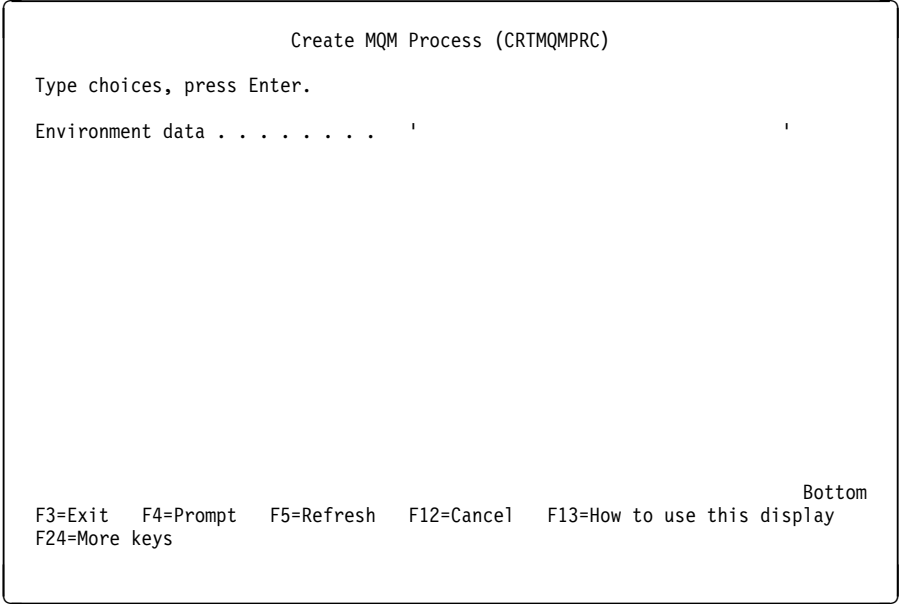 Create MQM Process (CRTMQMPRC)
Type choices, press Enter.
Environment data . . . . . . . . ' '
Bottom
F3=Exit F4=Prompt F5=Refresh F12=Cancel F13=How to use this display
F24=More keys